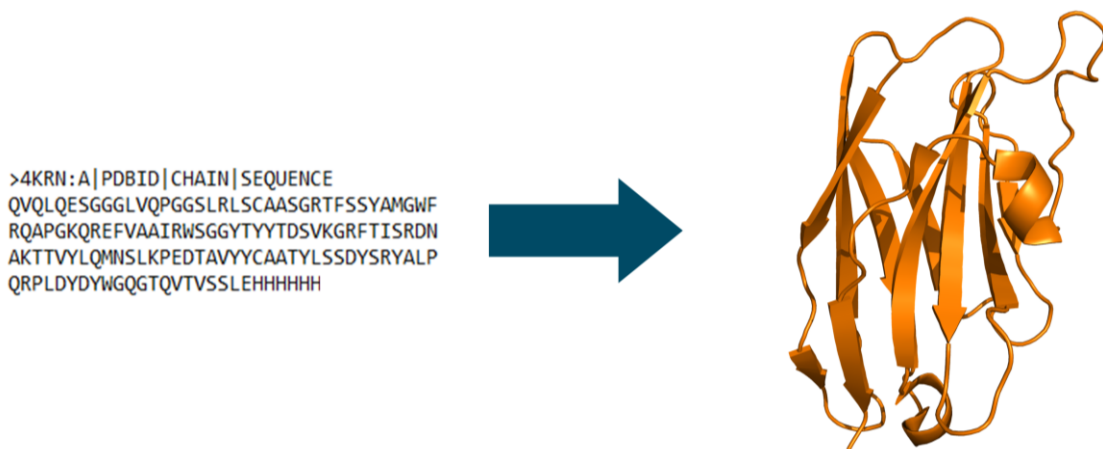 >4KRN:A|PDBID|CHAIN|SEQUENCE
QVQLQESGGGLVQPGGSLRLSCAASGRTFSSYAMGWF
RQAPGKQREFVAAIRWSGGYTYYTDSVKGRFTISRDN
AKTTVYLQMNSLKPEDTAVYYCAATYLSSDYSRYALP
QRPLDYDYWGQGTQVTVSSLEHHHHHH